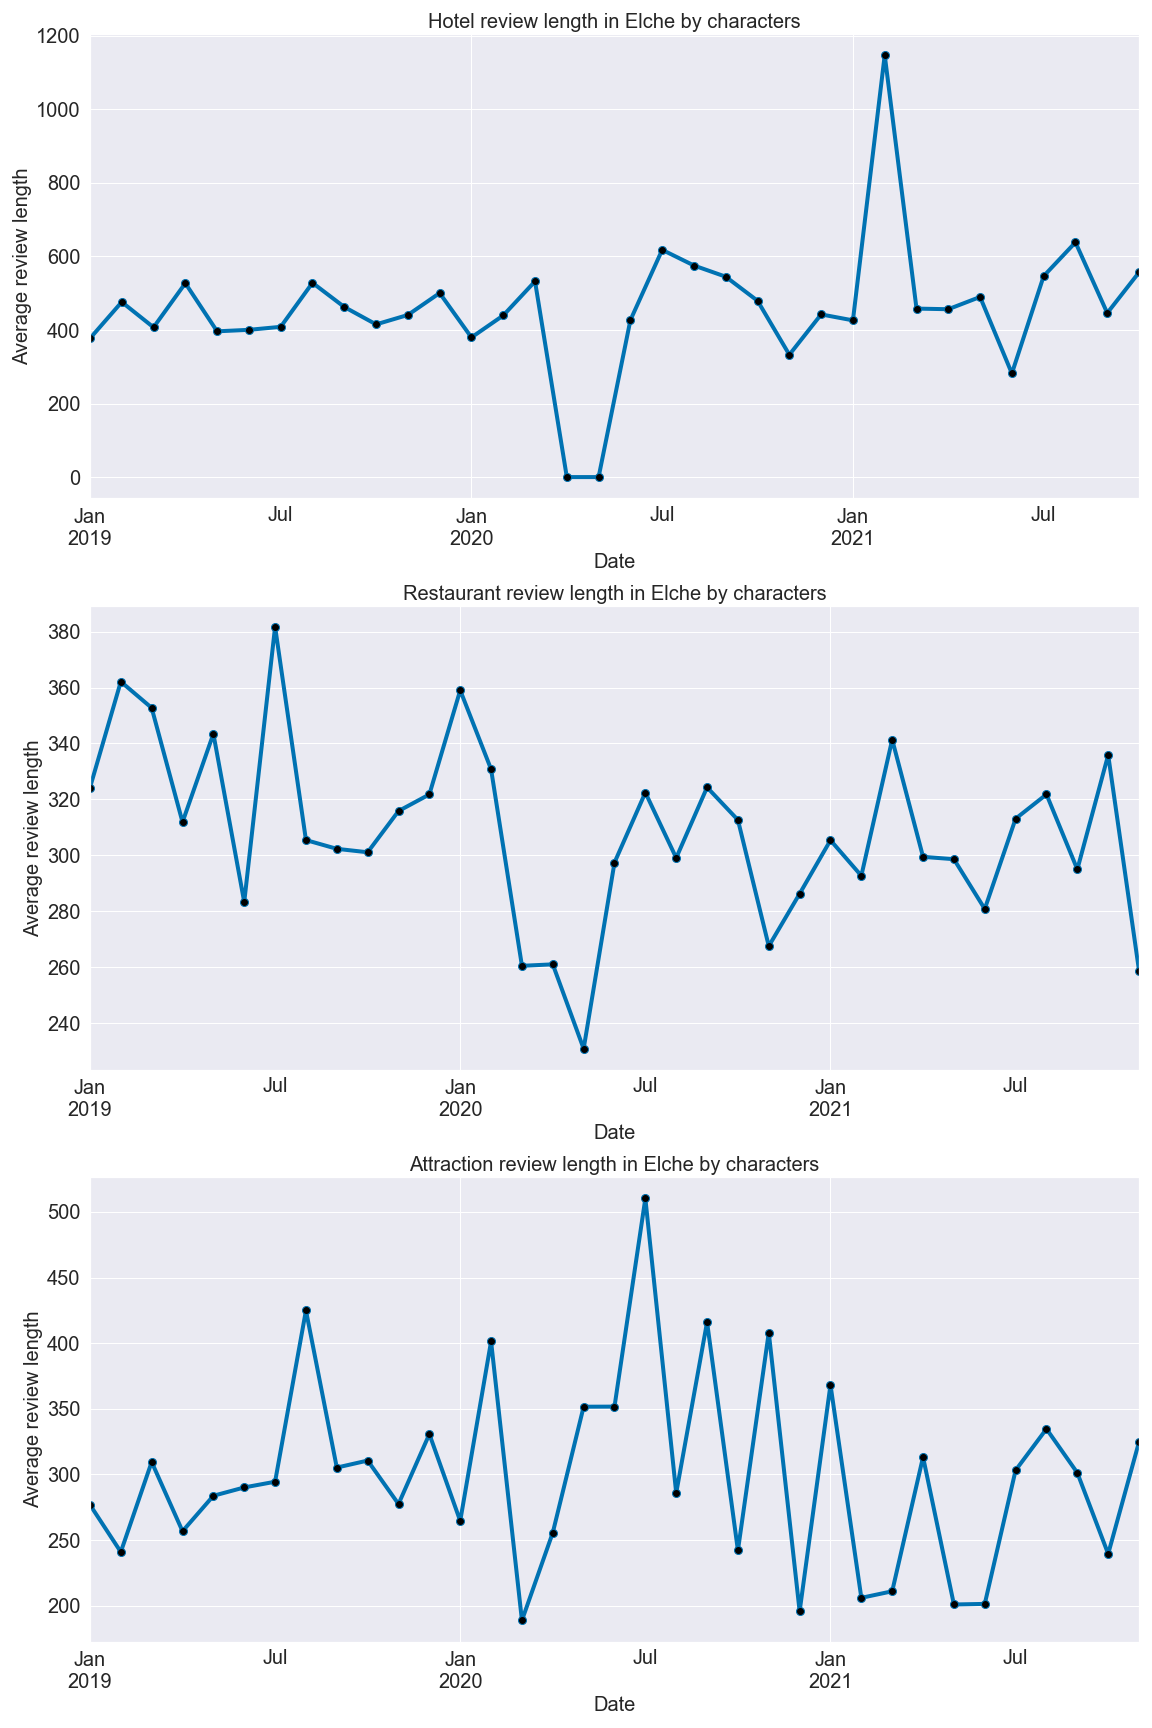 Hotel review length in Elche by characters
1200
1000
800
600
400
200
0
Average review length
Jan Jul Jan Jul Jan Jul
2019 2020 2021
Date
Restaurant review length in Elche by characters
380
360
340
320
300
280
260
240
Average review length
Jan Jul Jan Jul Jan Jul
2019 2020 2021
Date
Attraction review length in Elche by characters
500
450
400
350
300
250
200
Average review length
Jan Jul Jan Jul Jan Jul
2019 2020 2021
Date